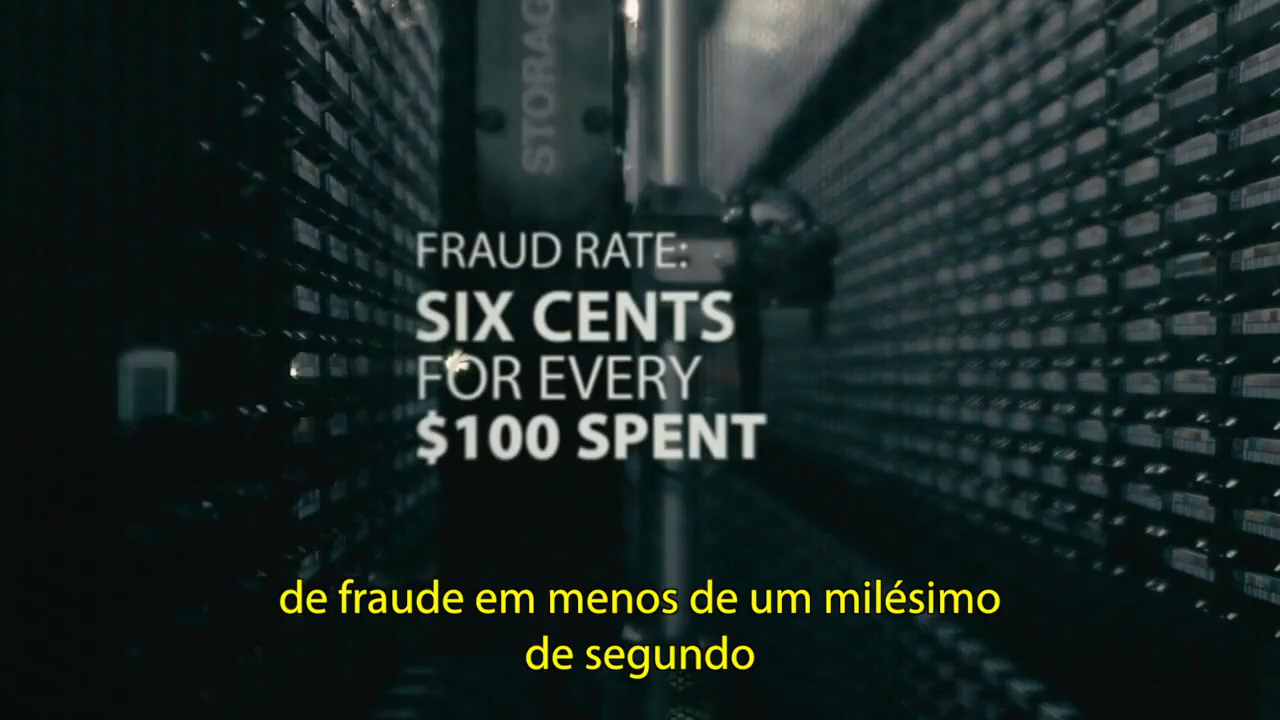 STORAG
FRAUD RATE:
SIX CENTS
FOR EVERY
$100 SPENT
de fraude em menos de um milésimo
de segundo